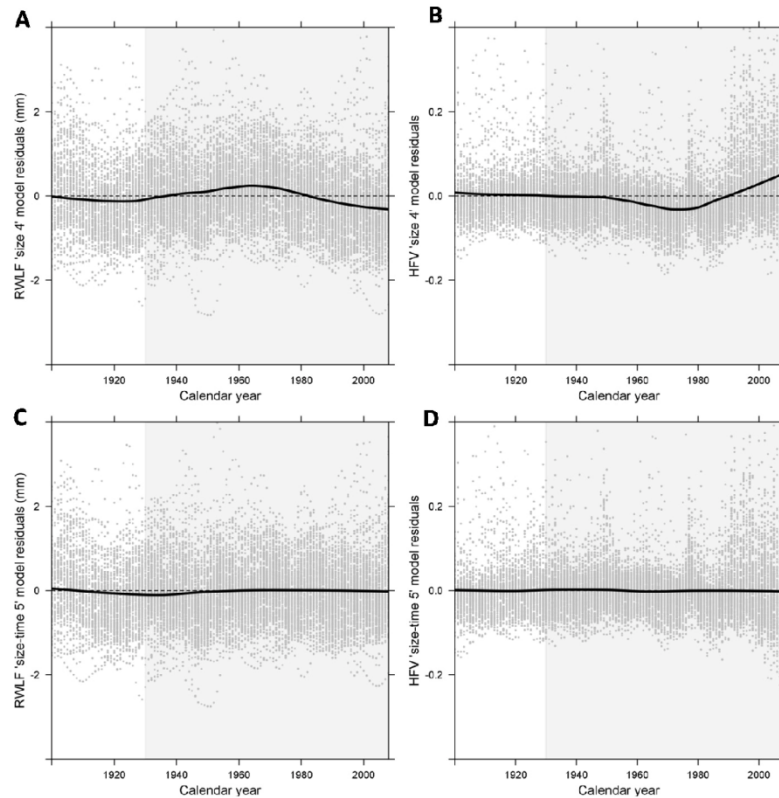 A
RWLF 'size 4' model residuals (mm)
2
0
-2
1920 1940 1960 1980 2000
Calendar year
B
HFV 'size 4' model residuals
0.2
0.0
-0.2
1920 1940 1960 1980 2000
Calendar year
C
RWLF 'size-time 5' model residuals (mm)
2
0
-2
1920 1940 1960 1980 2000
Calendar year
D
HFV 'size-time 5' model residuals
0.2
0.0
-0.2
1920 1940 1960 1980 2000
Calendar year